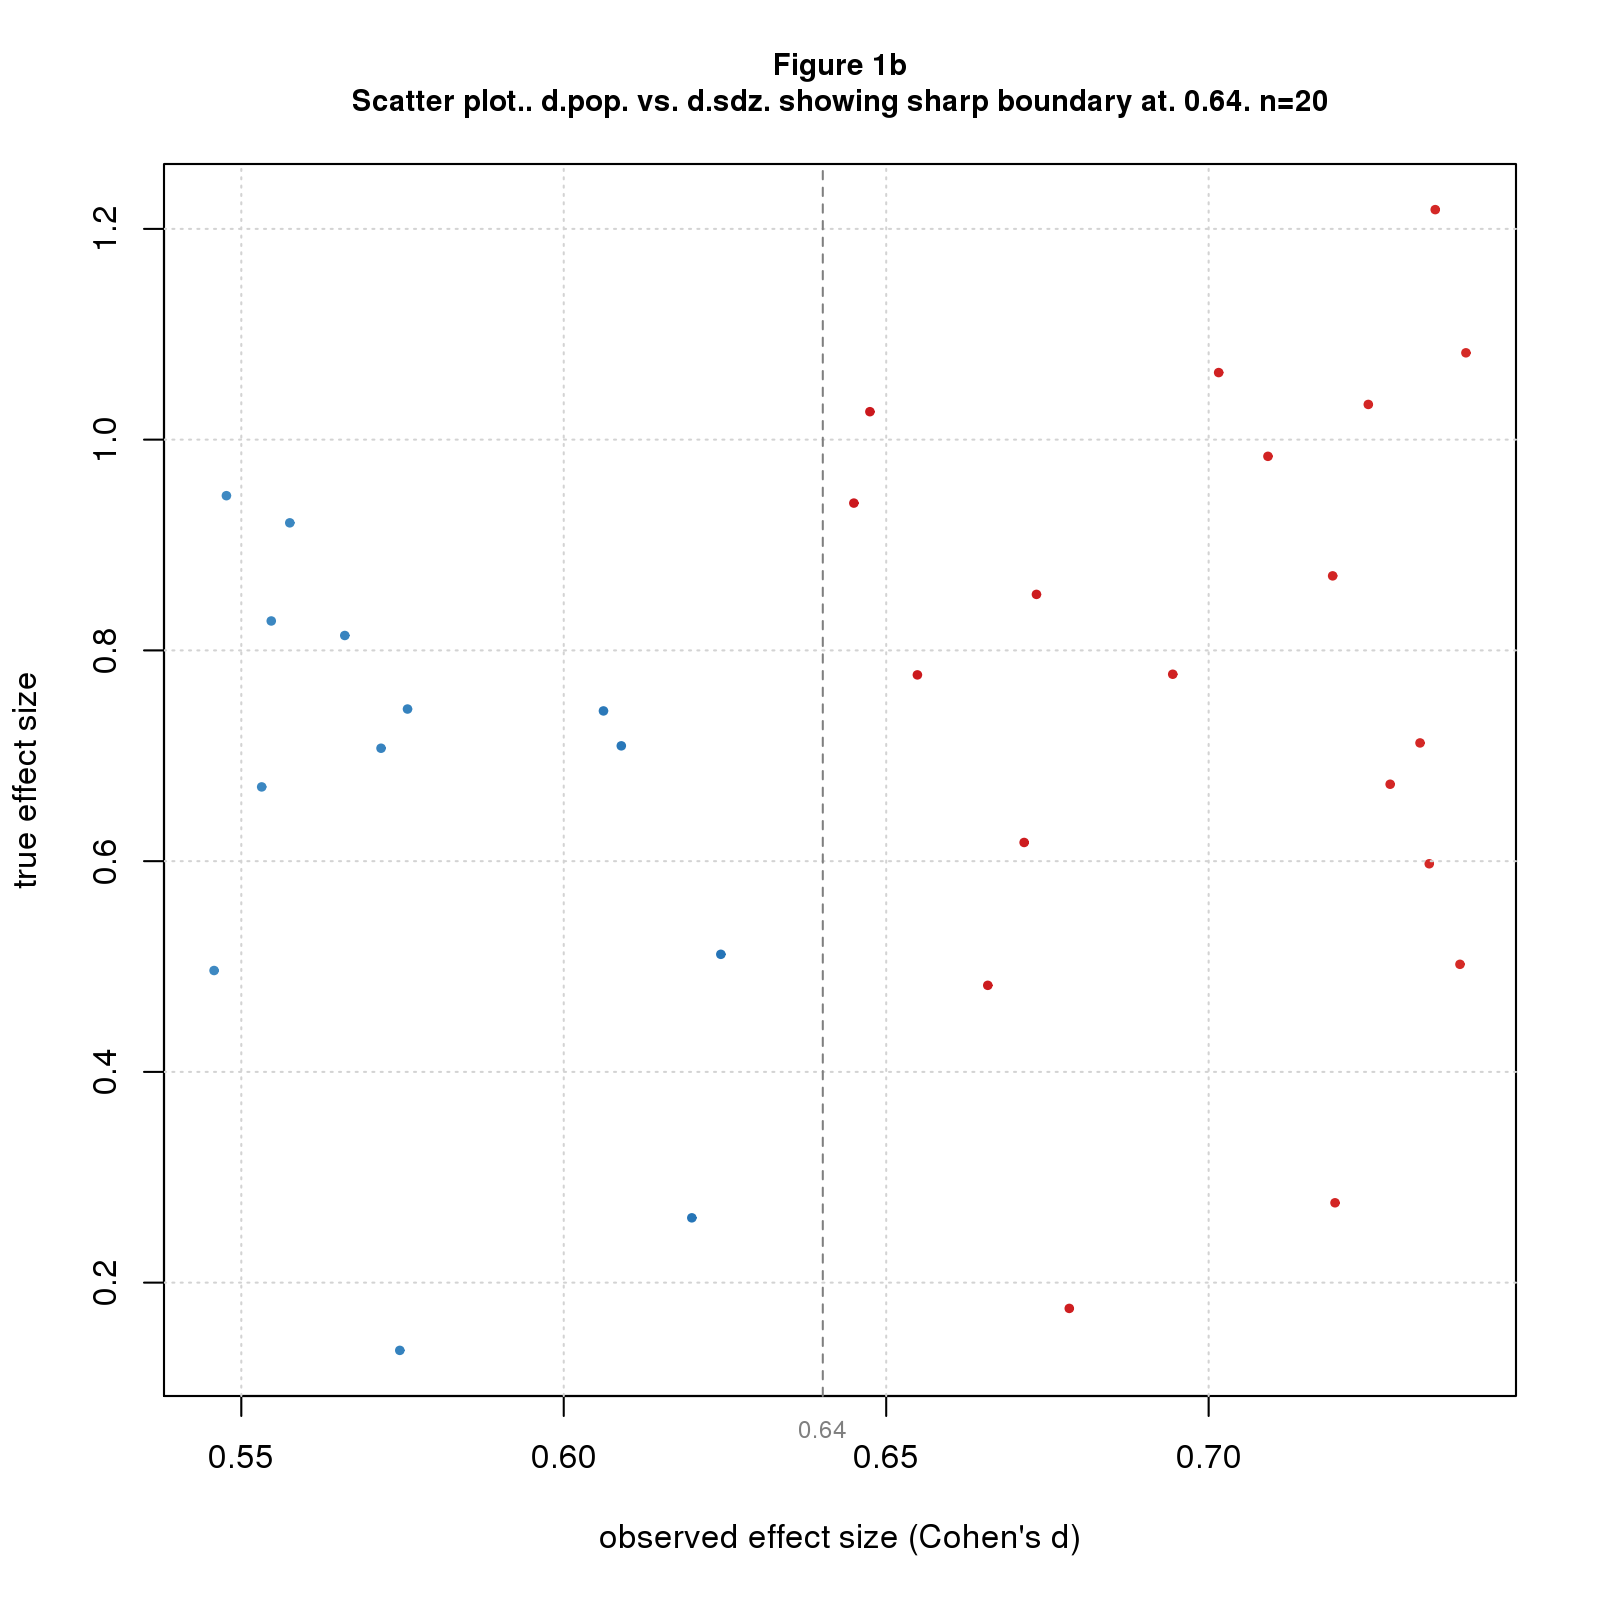 Figure 1b
Scatter plot.. d.pop. vs. d.sdz. showing sharp boundary at. 0.64. n=20
true effect size
1.2
1.0
0.8
0.6
0.4
0.2
0.64
0.55 0.60 0.65 0.70
observed effect size (Cohen's d)